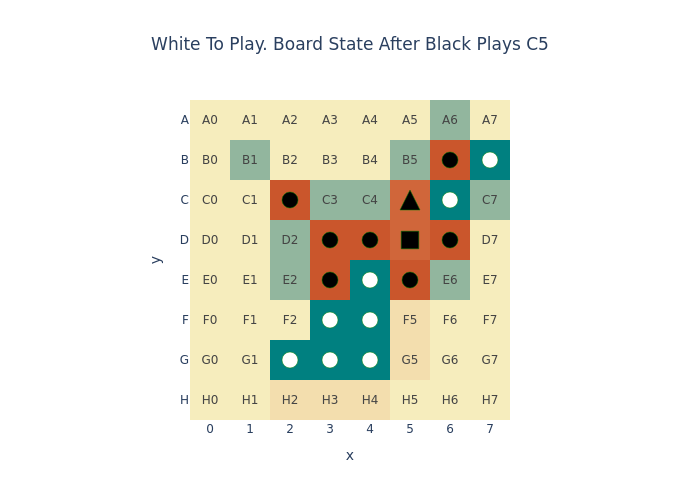 White To Play. Board State After Black Plays C5
A A0 A1 A2 A3 A4 A5 A6 A7
B B0 B1 B2 B3 B4 B5
C C0 C1 C3 C4 C7
D D0 D1 D2 D7
E E0 E1 E2 E6 E7
F F0 F1 F2 F5 F6 F7
G G0 G1 G5 G6 G7
H H0 H1 H2 H3 H4 H5 H6 H7
0 1 2 3 4 5 6 7
x
y